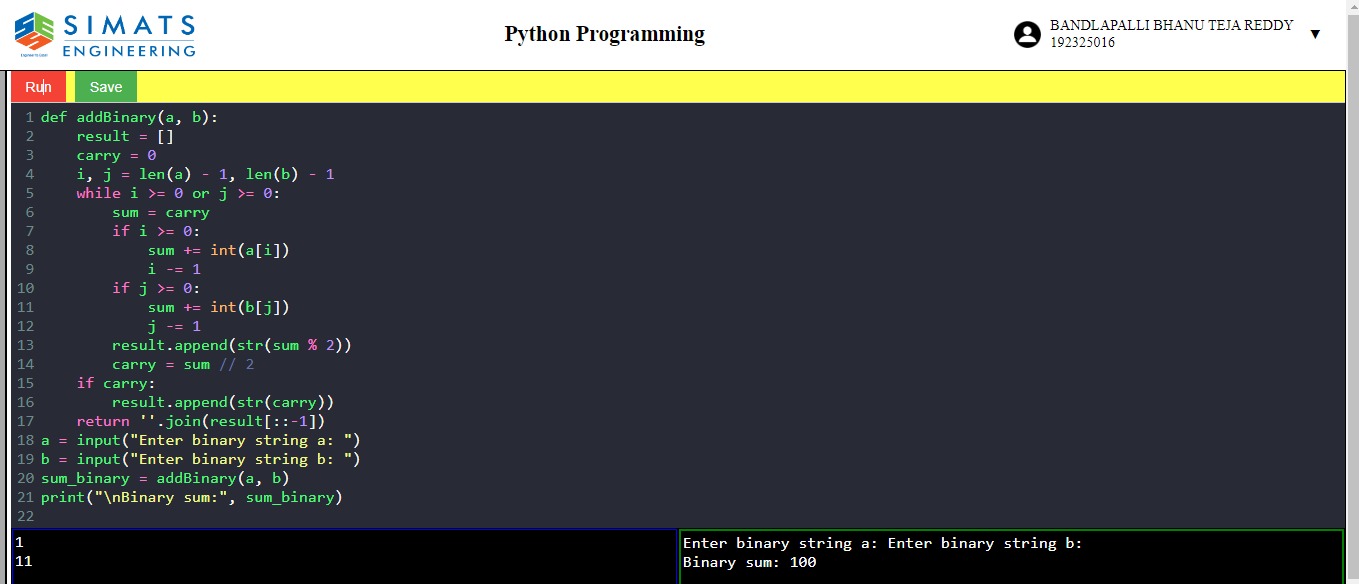 SIMATS
ENGINEERING
Python Programming
BANDLAPALLI BHANU TEJA REDDY
192325016
▼
Run Save
1 def addBinary(a, b):
2     result = []
3     carry = 0
4     i, j = len(a) - 1, len(b) - 1
5     while i >= 0 or j >= 0:
6         sum = carry
7         if i >= 0:
8             sum += int(a[i])
9             i -= 1
10         if j >= 0:
11             sum += int(b[j])
12             j -= 1
13         result.append(str(sum % 2))
14         carry = sum // 2
15     if carry:
16         result.append(str(carry))
17     return ''.join(result[::-1])
18 a = input("Enter binary string a: ")
19 b = input("Enter binary string b: ")
20 sum_binary = addBinary(a, b)
21 print("\nBinary sum:", sum_binary)
22
1
11
Enter binary string a: Enter binary string b:
Binary sum: 100